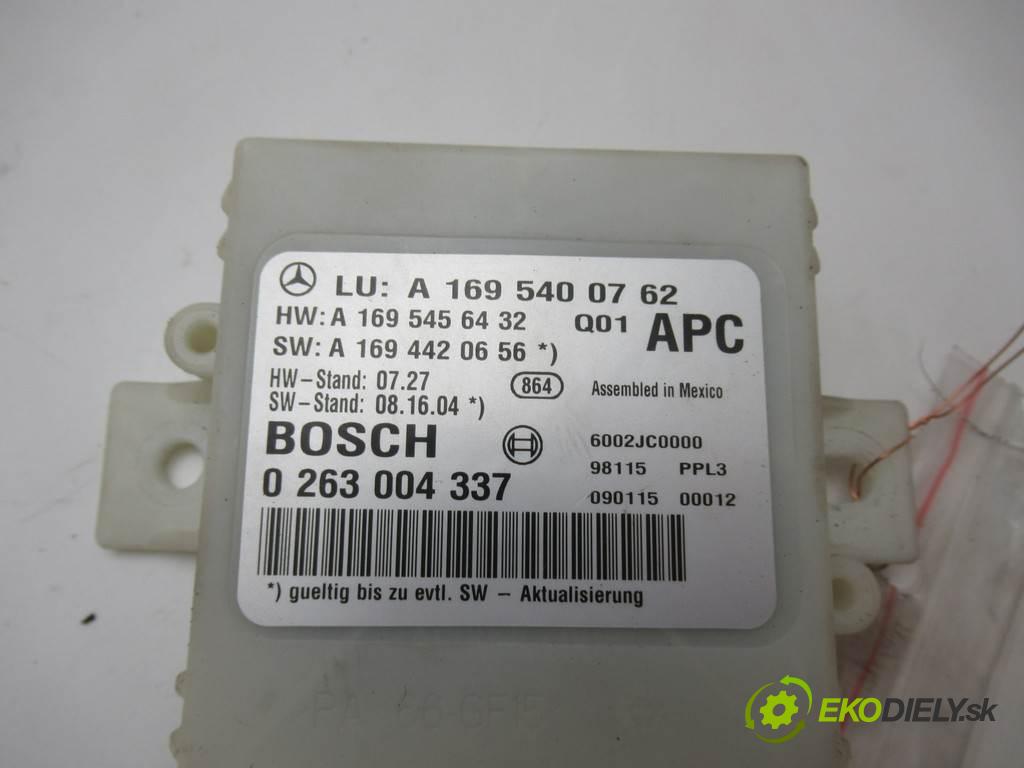 LU: A 169 540 07 62
HW: A 169 545 64 32 Q01 APC
SW: A 169 442 06 56 *)
HW-Stand: 07.27 864 Assembled in Mexico
SW-Stand: 08.16.04 *)
BOSCH 6002JC0000
98115 PPL3
0 263 004 337 090115 00012
*) gueltig bis zu evtl. SW - Aktualisierung
EKODIELY.sk